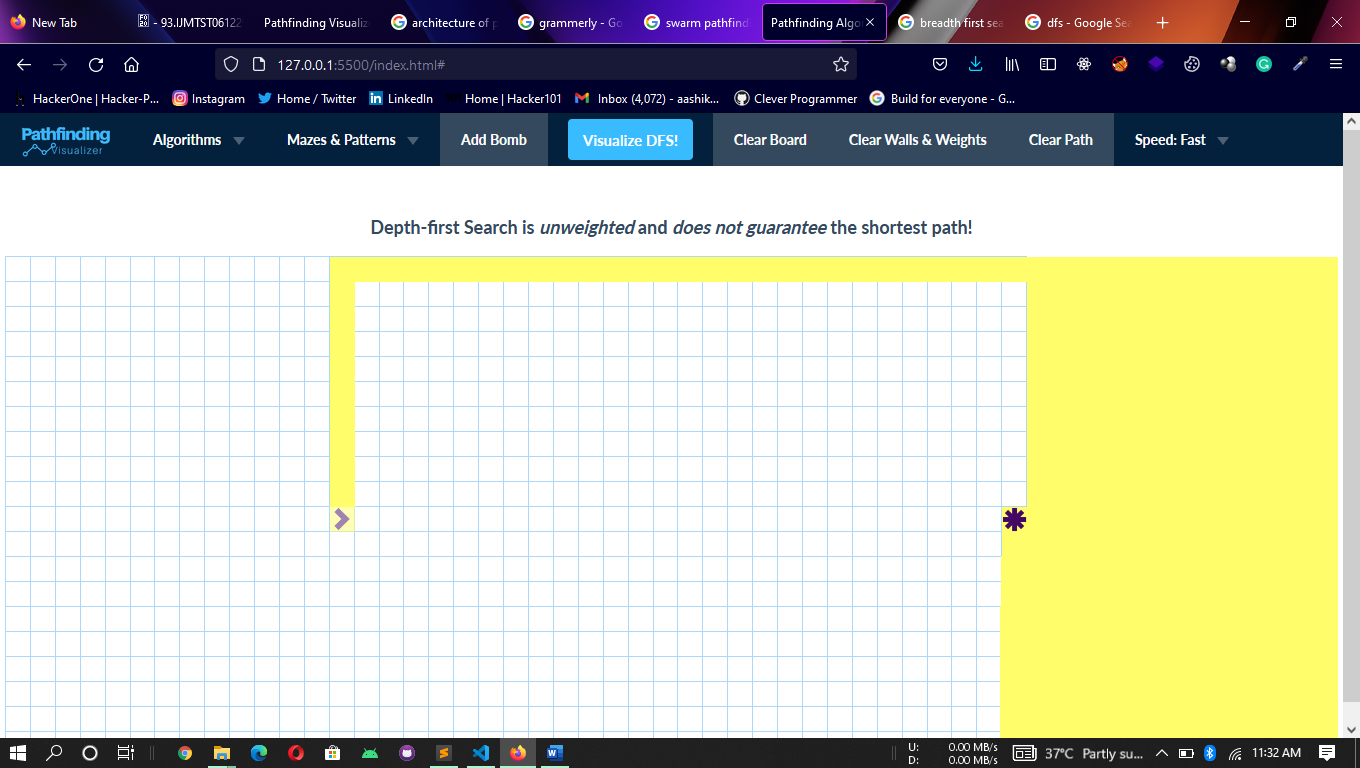 New Tab
- 93.IJMTST06122
Pathfinding Visualiz
architecture of p
grammerly - Go
swarm pathfind
Pathfinding Algo
breadth first sea
dfs - Google Sea
127.0.0.1:5500/index.html#
HackerOne | Hacker-P...
Instagram
Home / Twitter
LinkedIn
Home | Hacker101
Inbox (4,072) - aashik...
Clever Programmer
Build for everyone - G...
Pathfinding
Visualizer
Algorithms
Mazes & Patterns
Add Bomb
Visualize DFS!
Clear Board
Clear Walls & Weights
Clear Path
Speed: Fast
Depth-first Search is unweighted and does not guarantee the shortest path!
U: 0.00 MB/s
D: 0.00 MB/s
37°C Partly su...
11:32 AM